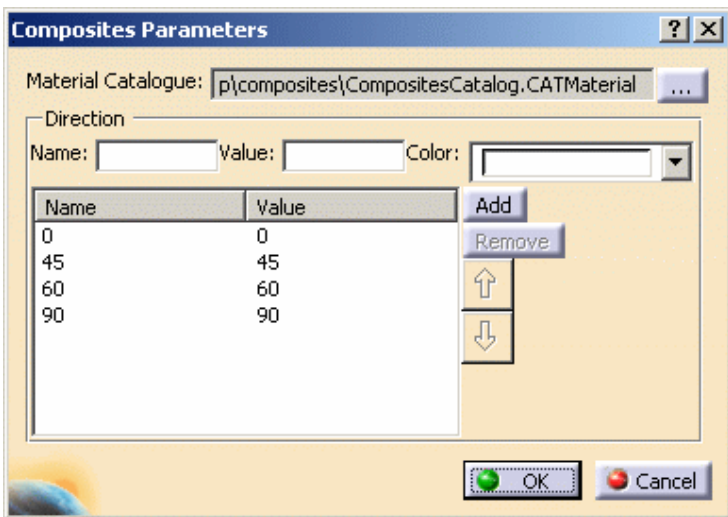 Composites Parameters
Material Catalogue: p\composites\CompositesCatalog.CATMaterial ...
Direction
Name: Value: Color:
Name Value Add
0 0 Remove
45 45
60 60
90 90
OK Cancel